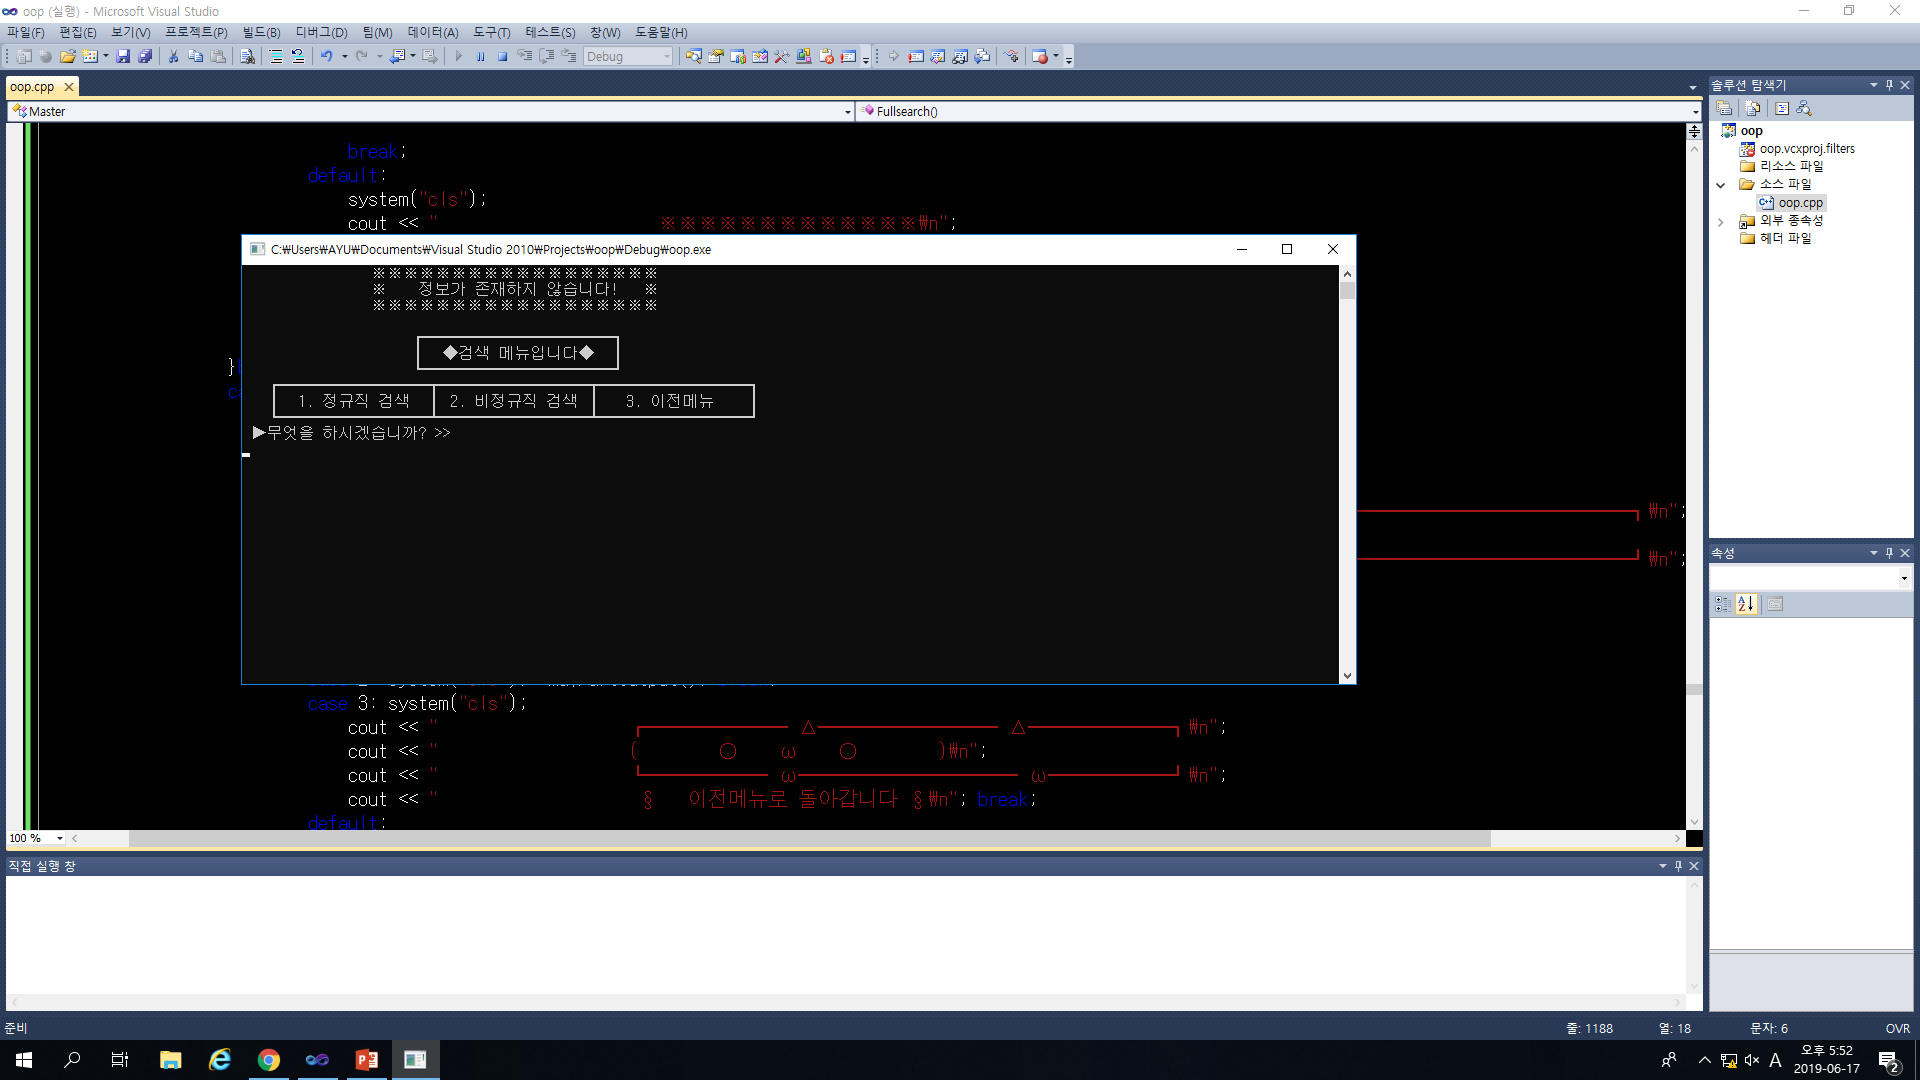 oop (실행) - Microsoft Visual Studio
파일(F) 편집(E) 보기(V) 프로젝트(P) 빌드(B) 디버그(D) 팀(M) 데이터(A) 도구(T) 테스트(S) 창(W) 도움말(H)
Debug
oop.cpp
Master
Fullsearch()
break;
default:
system("cls");
cout << " ※※※※※※※※※※※※※₩n";
C:₩Users₩AYU₩Documents₩Visual Studio 2010₩Projects₩oop₩Debug₩oop.exe
※※※※※※※※※※※※※※※※※※
※ 정보가 존재하지 않습니다! ※
※※※※※※※※※※※※※※※※※※
◆검색 메뉴입니다◆
1. 정규직 검색 2. 비정규직 검색 3. 이전메뉴
▶무엇을 하시겠습니까? >>
}
₩n";
₩n";
case 3: system("cls");
cout << " ┌ △ △ ┐₩n";
cout << " ( ○ ω ○ )₩n";
cout << " └ ω ω ┘₩n";
cout << " § 이전메뉴로 돌아갑니다 §₩n"; break;
default:
100 %
솔루션 탐색기
oop
oop.vcxproj.filters
리소스 파일
소스 파일
oop.cpp
외부 종속성
헤더 파일
속성
직접 실행 창
준비
줄: 1188 열: 18 문자: 6 OVR
A
오후 5:52
2019-06-17
2